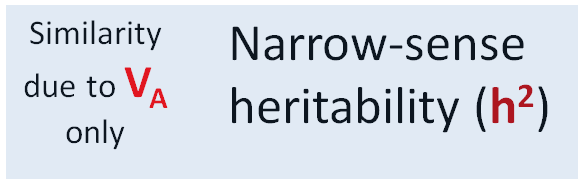 Similarity
due to VA
only
Narrow-sense
heritability (h²)